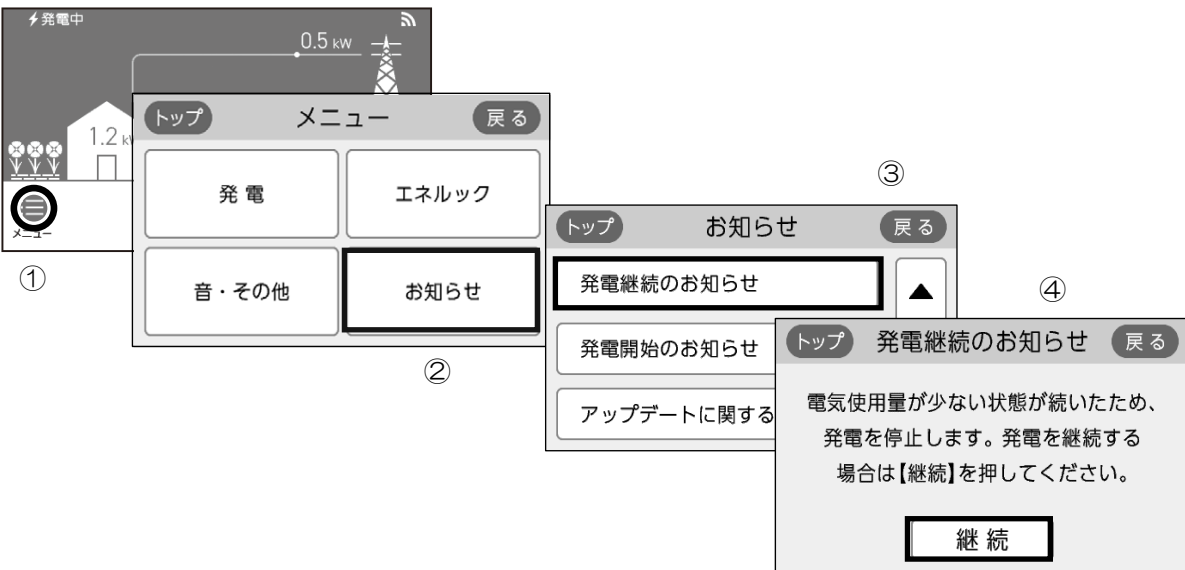 発電中
0.5 kW
1.2 kW
メニュー
①
トップ
メニュー
戻る
発電
エネルック
音・その他
お知らせ
②
③
トップ
お知らせ
戻る
発電継続のお知らせ
▲
発電開始のお知らせ
アップデートに関する
④
トップ
発電継続のお知らせ
戻る
電気使用量が少ない状態が続いたため、
発電を停止します。発電を継続する
場合は【継続】を押してください。
継続